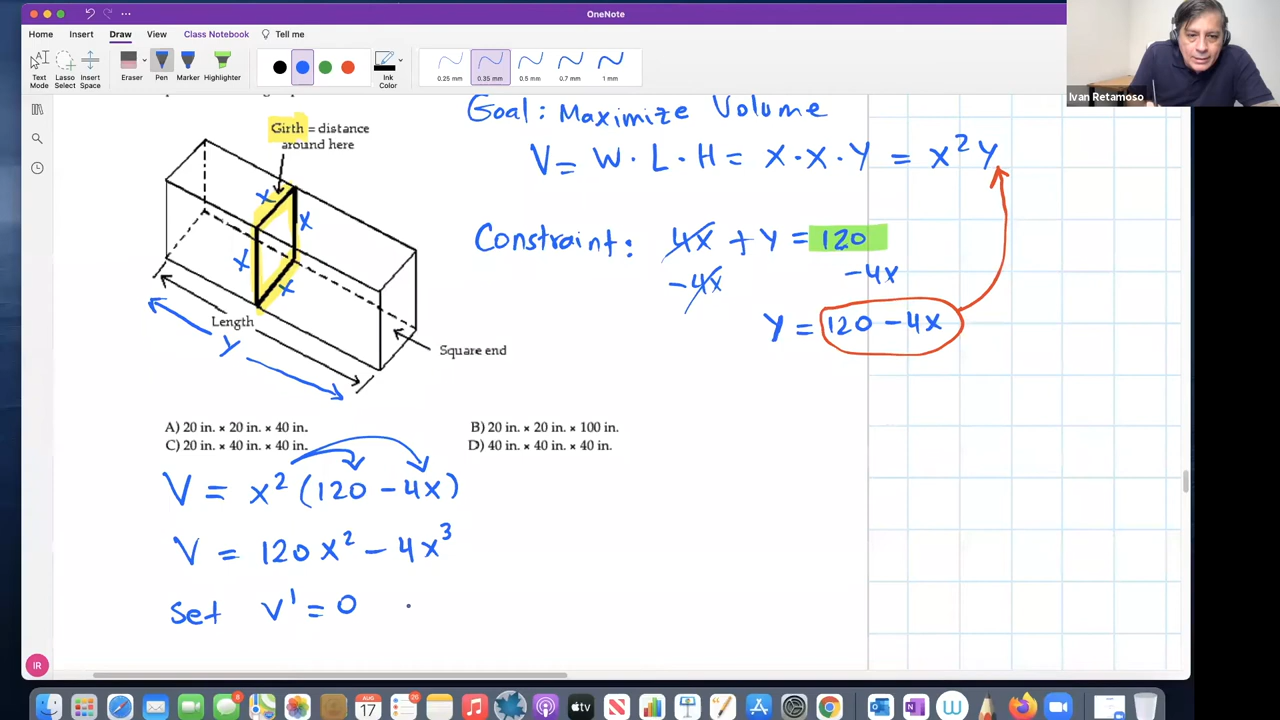 OneNote
Home Insert Draw View Class Notebook Tell me
Text Mode
Lasso Select
Insert Space
Eraser
Pen
Marker
Highlighter
Ink Color
0.25 mm
0.35 mm
0.5 mm
0.7 mm
1 mm
Ivan Retamoso
Goal: Maximize Volume
V = W · L · H = X · X · Y = X²Y
Girth = distance
around here
x
x
x
x
Constraint: 4x + Y = 120
-4x -4x
Y = 120 - 4x
Length
Y
Square end
A) 20 in. × 20 in. × 40 in.
B) 20 in. × 20 in. × 100 in.
C) 20 in. × 40 in. × 40 in.
D) 40 in. × 40 in. × 40 in.
V = x² (120 - 4x)
V = 120x² - 4x³
Set V' = 0
IR
AUG
17
tv